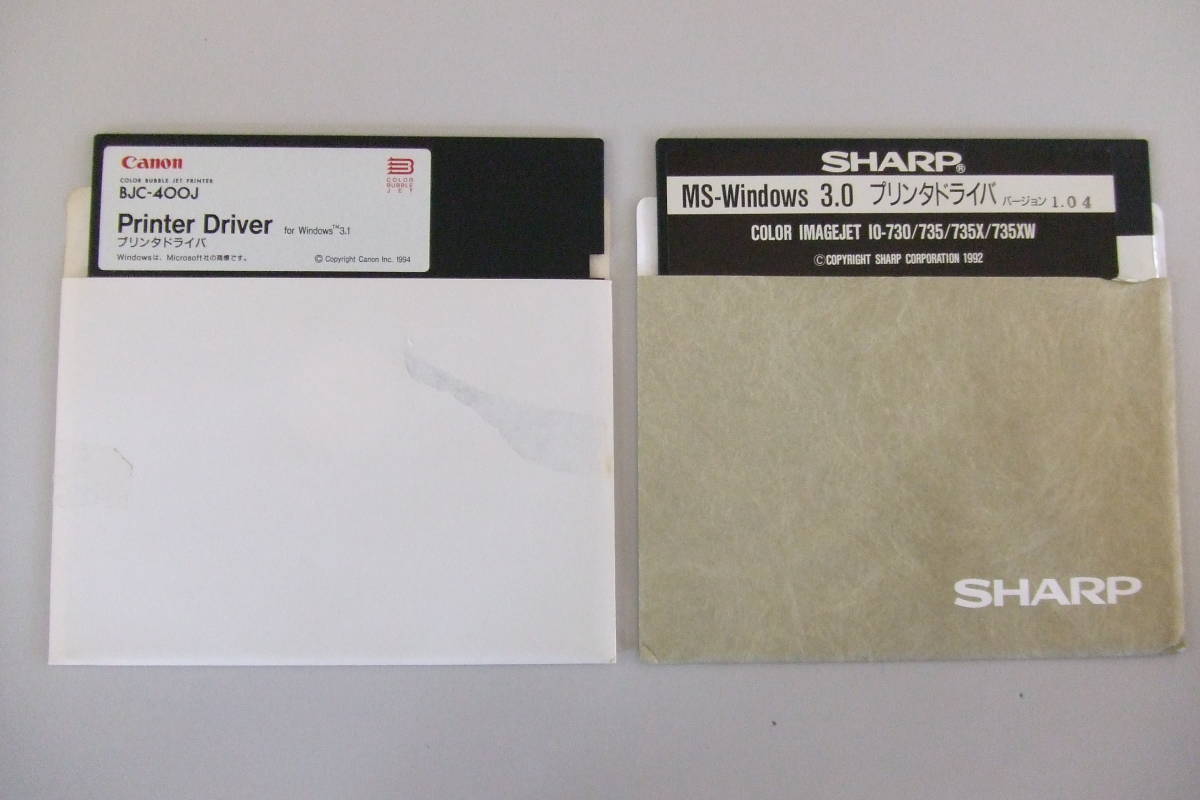 Canon
COLOR BUBBLE JET PRINTER
BJC-400J
COLOR
BUBBLE
JET
Printer Driver for Windows™3.1
プリンタドライバ
Windowsは、Microsoft社の商標です。
© Copyright Canon Inc. 1994
SHARP®
MS-Windows 3.0 プリンタドライバ バージョン 1.04
COLOR IMAGEJET IO-730/735/735X/735XW
©COPYRIGHT SHARP CORPORATION 1992
SHARP